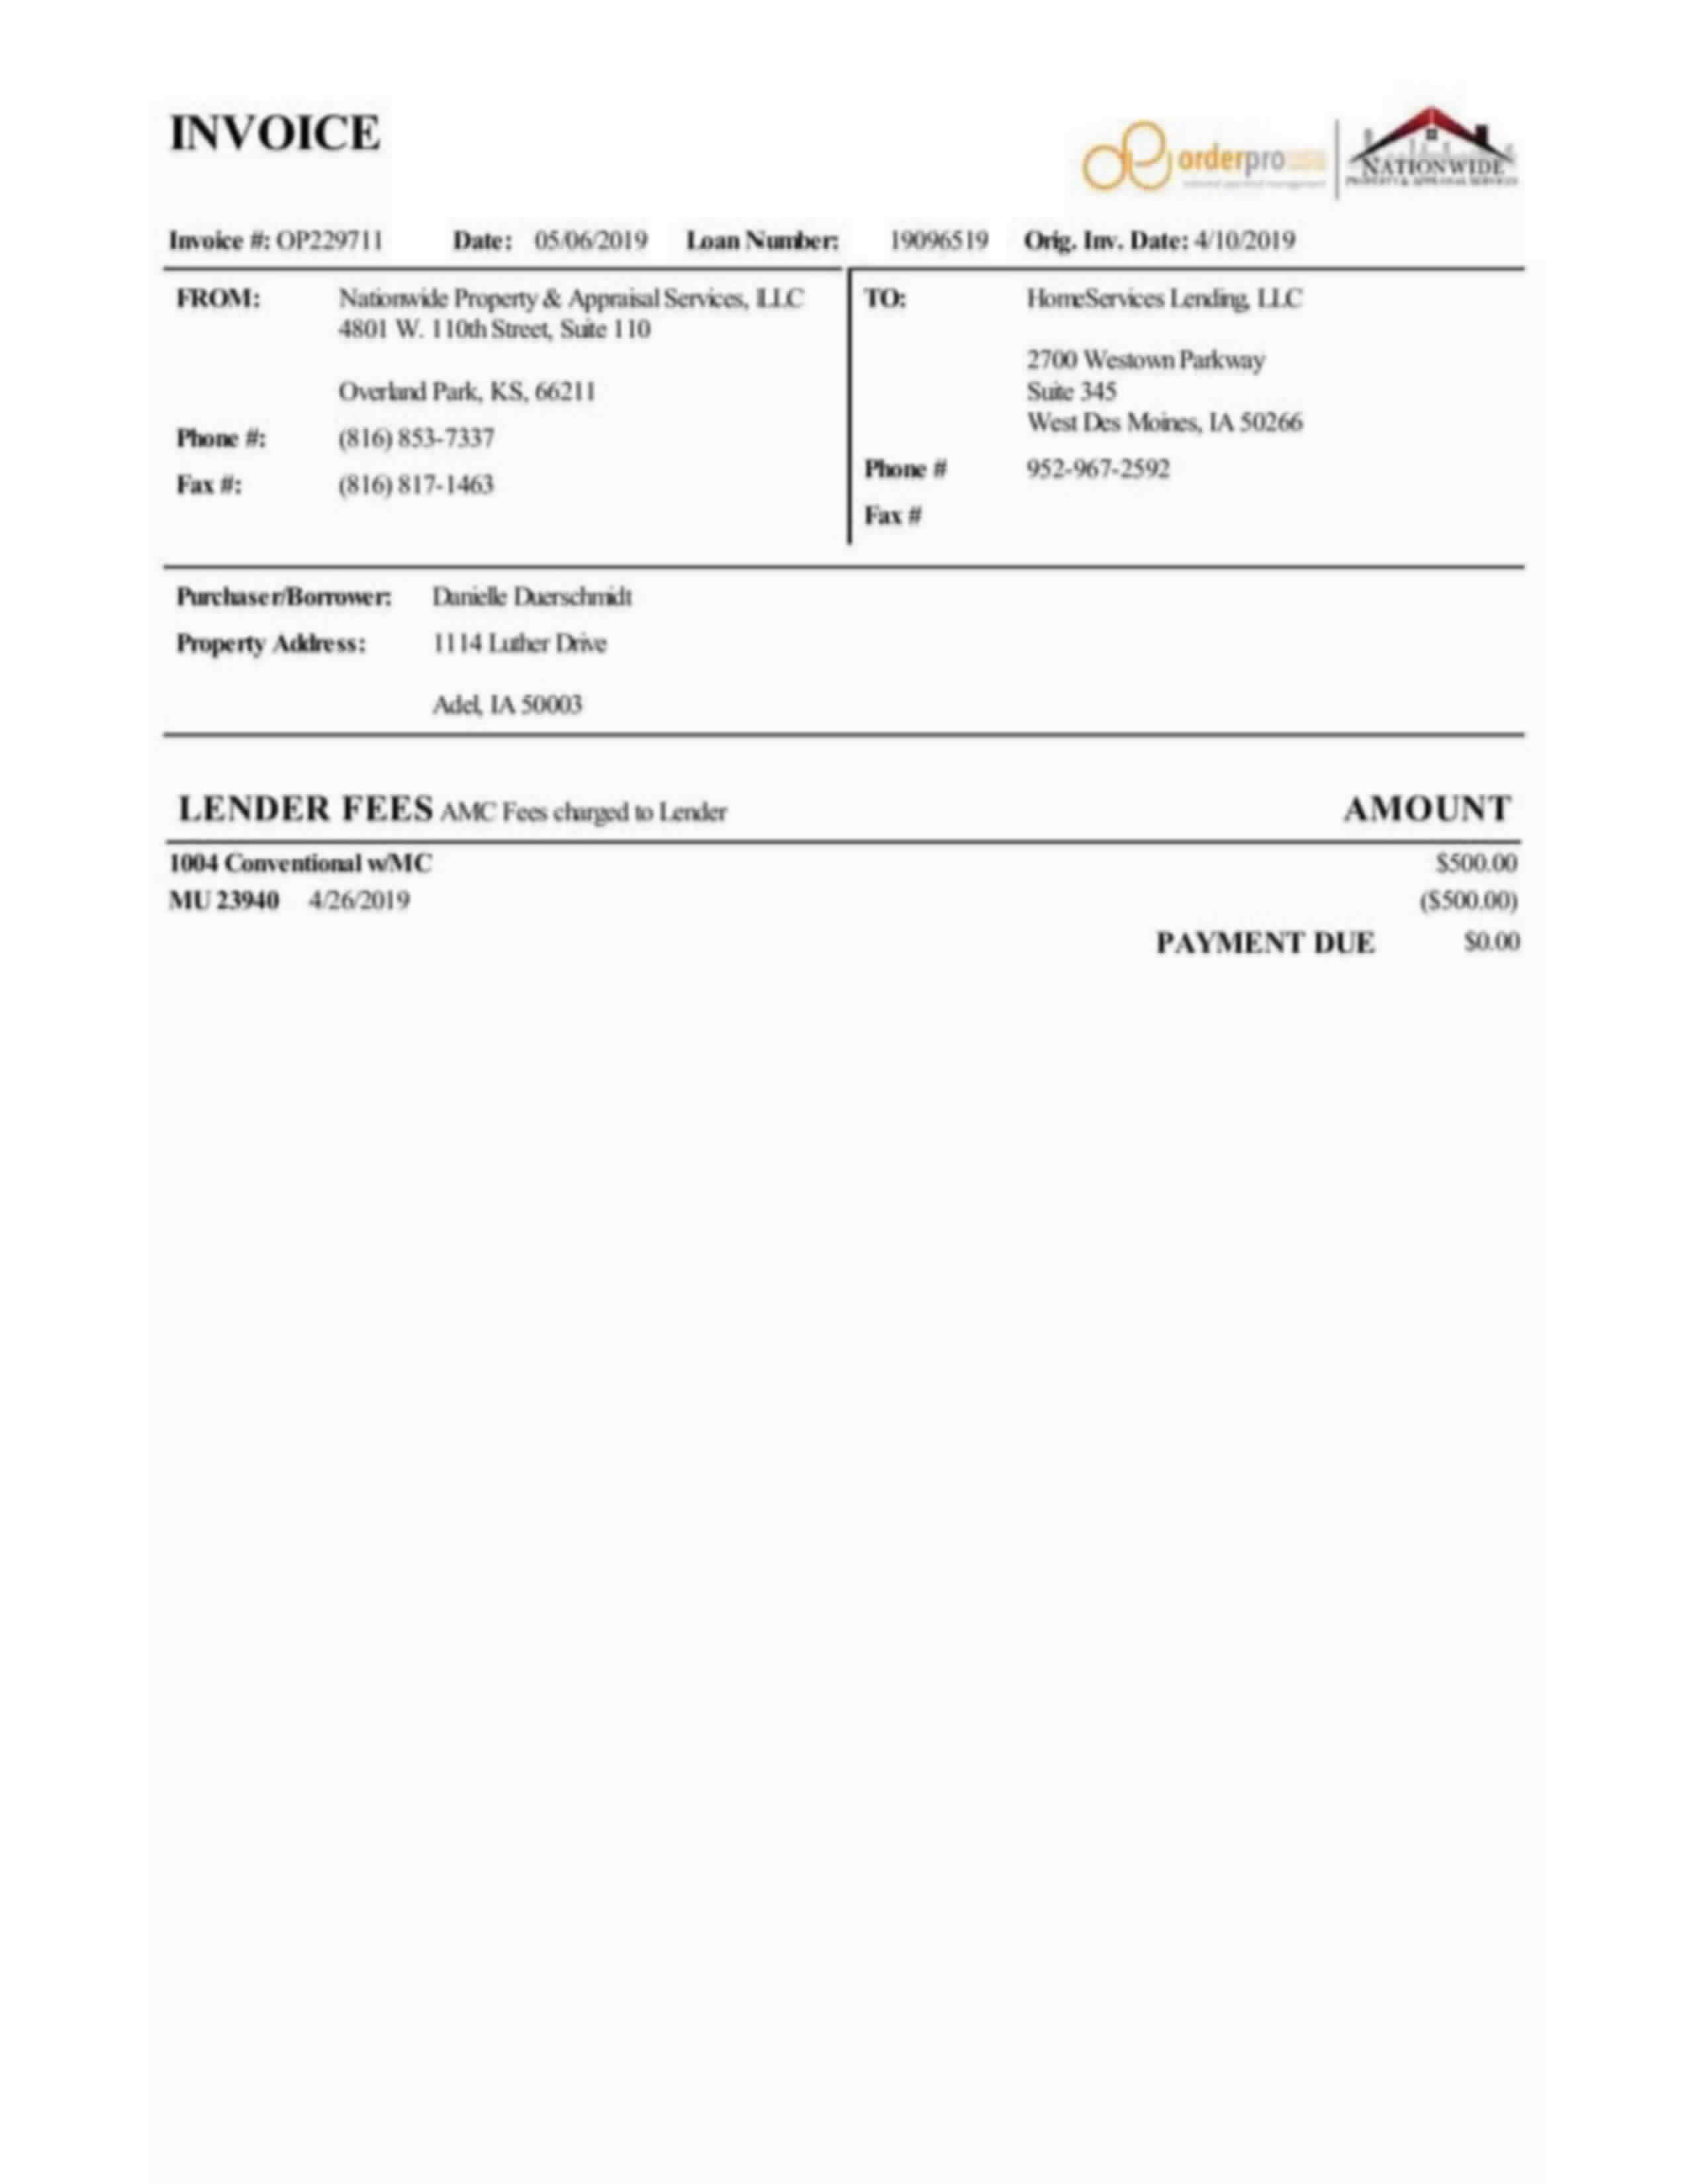 INVOICE
orderpro
NATIONWIDE
PROPERTY & APPRAISAL SERVICES
Invoice #: OP229711 Date: 05/06/2019 Loan Number: 19096519 Orig. Inv. Date: 4/10/2019
FROM: Nationwide Property & Appraisal Services, LLC
4801 W. 110th Street, Suite 110
Overland Park, KS, 66211
Phone #: (816) 853-7337
Fax #: (816) 817-1463
TO: HomeServices Lending, LLC
2700 Westown Parkway
Suite 345
West Des Moines, IA 50266
Phone # 952-967-2592
Fax #
Purchaser/Borrower: Danielle Duerschmidt
Property Address: 1114 Luther Drive
Adel, IA 50003
LENDER FEES AMC Fees charged to Lender AMOUNT
1004 Conventional w/MC $500.00
MU 23940 4/26/2019 ($500.00)
PAYMENT DUE $0.00